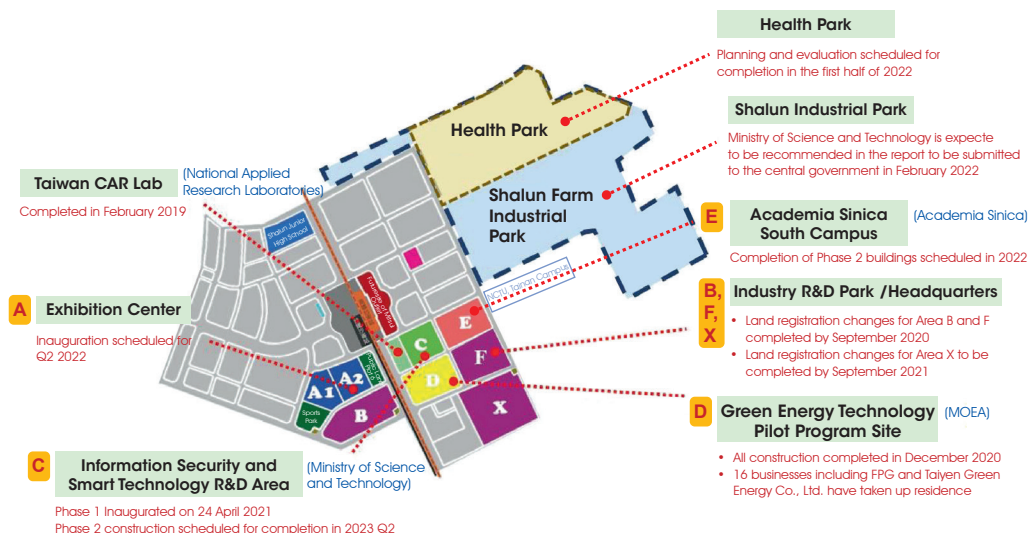 Health Park
Planning and evaluation scheduled for
completion in the first half of 2022
Shalun Industrial Park
Ministry of Science and Technology is expecte
to be recommended in the report to be submitted
to the central government in February 2022
E
Academia Sinica
South Campus
(Academia Sinica)
Completion of Phase 2 buildings scheduled in 2022
B,
F,
X
Industry R&D Park /Headquarters
• Land registration changes for Area B and F
completed by September 2020
• Land registration changes for Area X to be
completed by September 2021
D
Green Energy Technology
Pilot Program Site
(MOEA)
• All construction completed in December 2020
• 16 businesses including FPG and Taiyen Green
Energy Co., Ltd. have taken up residence
Taiwan CAR Lab
(National Applied
Research Laboratories)
Completed in February 2019
A
Exhibition Center
Inauguration scheduled for
Q2 2022
C
Information Security and
Smart Technology R&D Area
(Ministry of Science
and Technology)
Phase 1 Inaugurated on 24 April 2021
Phase 2 construction scheduled for completion in 2023 Q2
Health Park
Shalun Farm
Industrial
Park
Shalun Junior
High School
NCTU, Tainan Campus
Outlet
E
C
F
D
X
A1
A2
B
Sports
Park